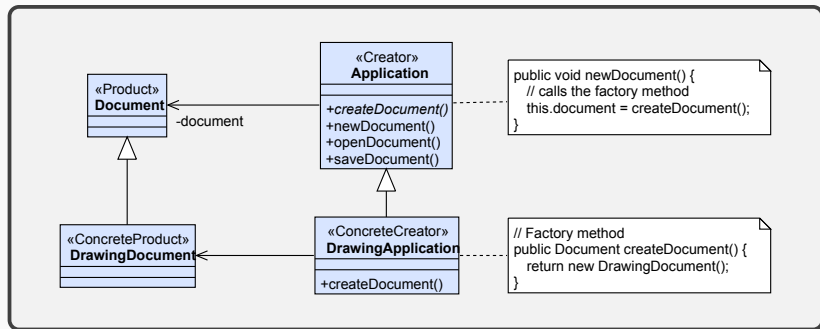 «Creator»
Application
+createDocument()
+newDocument()
+openDocument()
+saveDocument()
«Product»
Document
-document
public void newDocument() {
// calls the factory method
this.document = createDocument();
}
«ConcreteProduct»
DrawingDocument
«ConcreteCreator»
DrawingApplication
+createDocument()
// Factory method
public Document createDocument() {
return new DrawingDocument();
}